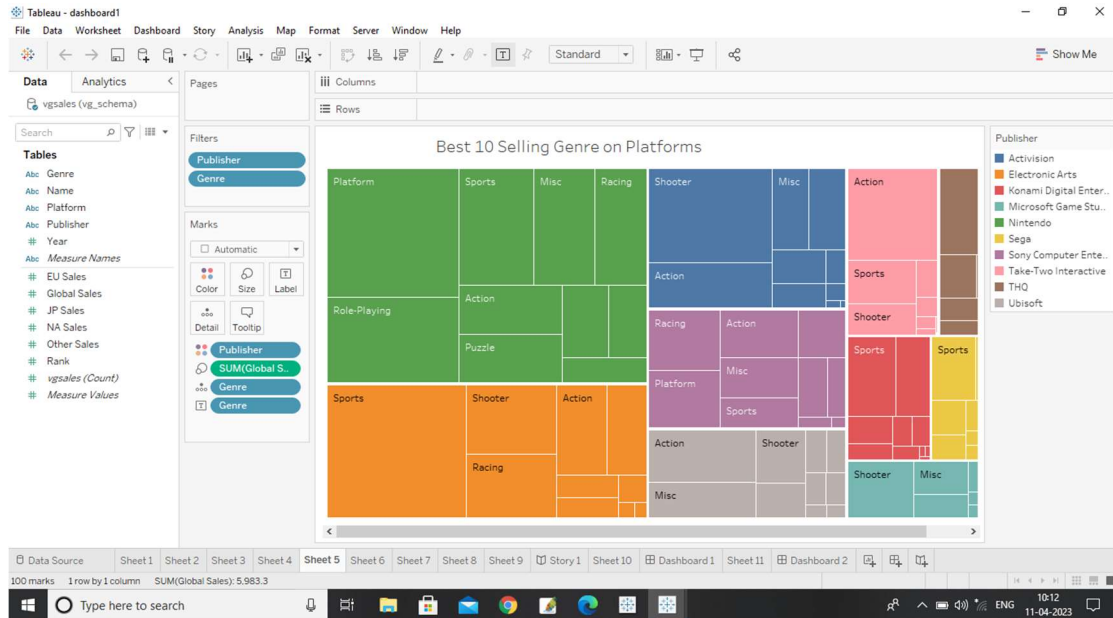 Tableau - dashboard1
File Data Worksheet Dashboard Story Analysis Map Format Server Window Help
Standard
Show Me
Data Analytics
vgsales (vg_schema)
Search
Tables
Abc Genre
Abc Name
Abc Platform
Abc Publisher
# Year
Abc Measure Names
# EU Sales
# Global Sales
# JP Sales
# NA Sales
# Other Sales
# Rank
# vgsales (Count)
# Measure Values
Pages
Filters
Publisher
Genre
Marks
Automatic
Color Size Label
Detail Tooltip
Publisher
SUM(Global S..
Genre
Genre
Columns
Rows
Best 10 Selling Genre on Platforms
Platform Sports Misc Racing
Role-Playing Action
Puzzle
Sports Shooter Action
Racing
Shooter Misc
Action
Racing Action
Platform Misc
Sports
Action Shooter
Misc
Action
Sports
Shooter
Sports Sports
Shooter Misc
Publisher
Activision
Electronic Arts
Konami Digital Enter..
Microsoft Game Stu..
Nintendo
Sega
Sony Computer Ente..
Take-Two Interactive
THQ
Ubisoft
Data Source Sheet 1 Sheet 2 Sheet 3 Sheet 4 Sheet 5 Sheet 6 Sheet 7 Sheet 8 Sheet 9 Story 1 Sheet 10 Dashboard 1 Sheet 11 Dashboard 2
100 marks 1 row by 1 column SUM(Global Sales): 5,983.3
Type here to search
ENG
10:12
11-04-2023